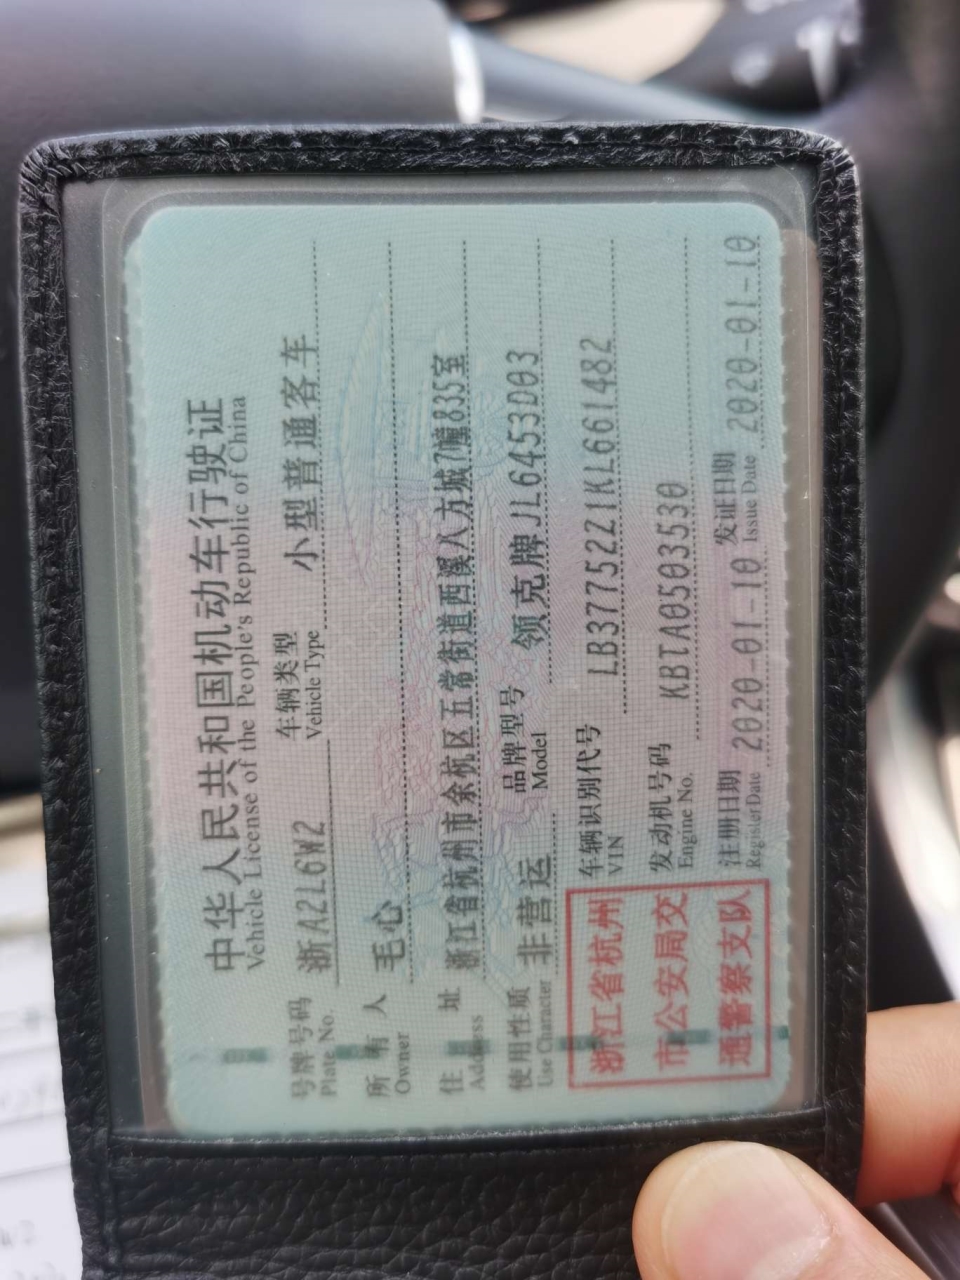 中华人民共和国机动车行驶证
Vehicle License of the People's Republic of China
号牌号码 浙A2L6W2 车辆类型 小型普通客车
Plate No. Vehicle Type
所有人 毛心
Owner
住址 浙江省杭州市余杭区五常街道西溪八方城7幢835室
Address
使用性质 非营运 品牌型号 领克牌JL6453D03
Use Character Model
车辆识别代号 LB3775221KL661482
VIN
发动机号码 KBTA0503530
Engine No.
注册日期 2020-01-10 发证日期 2020-01-10
Register Date Issue Date
浙江省杭州
市公安局交
通警察支队